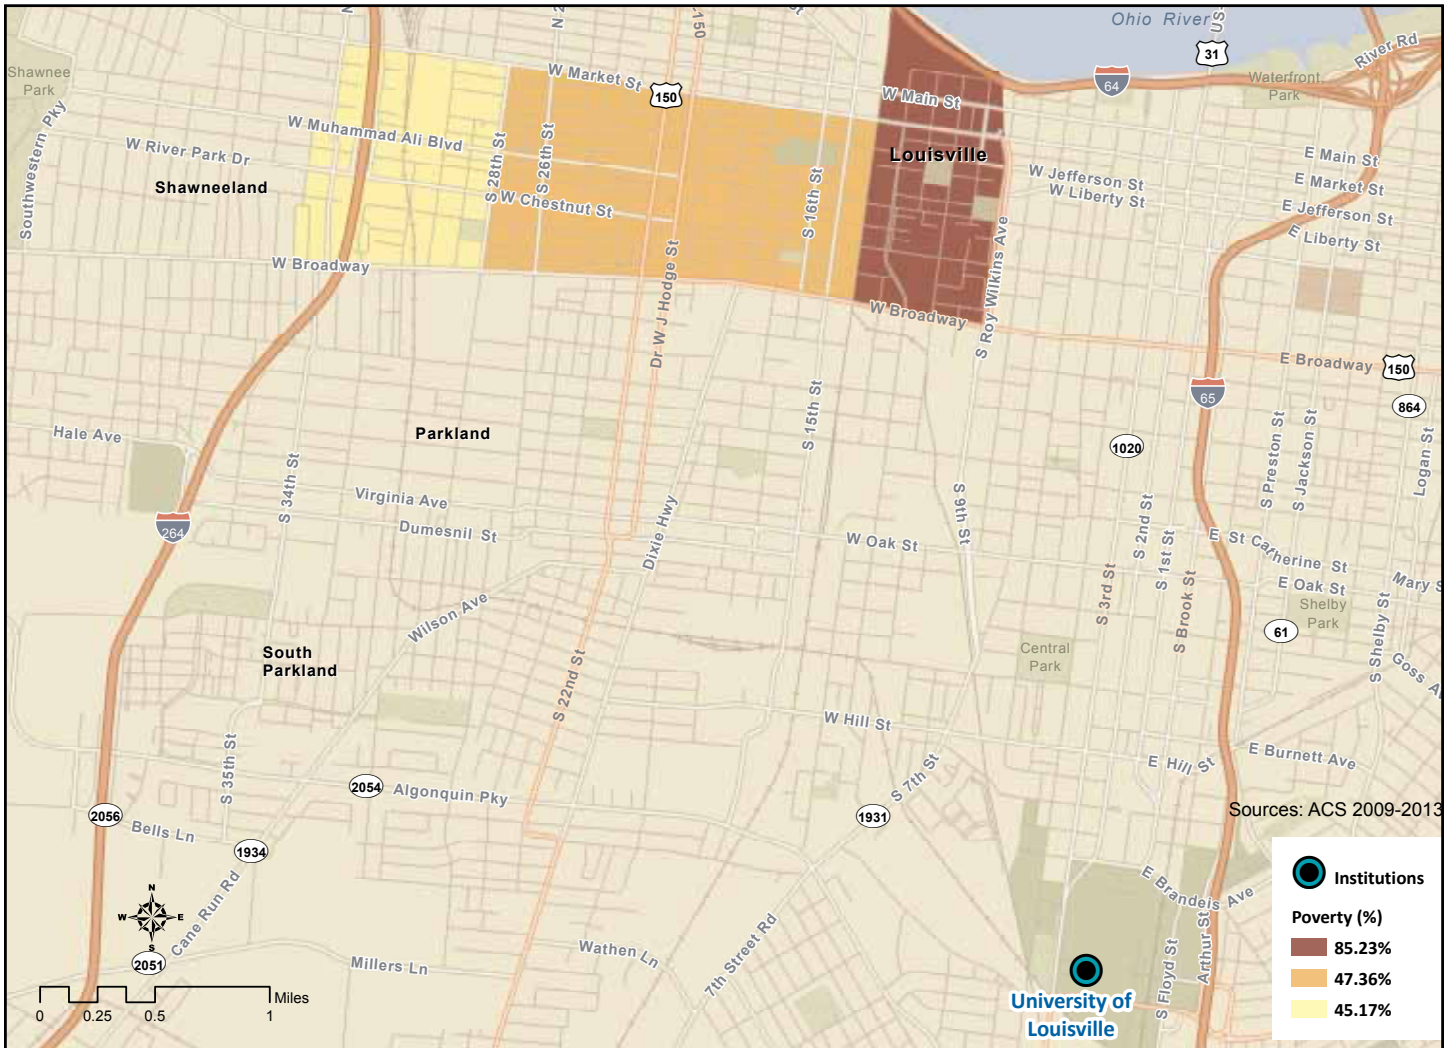 Ohio River
US-
31
River Rd
Shawnee
Park
W Market St
150
150
W Main St
64
Waterfront
Park
Southwestern Pky
W Muhammad Ali Blvd
W River Park Dr
Shawneeland
S 28th St
S 26th St
W Chestnut St
S 16th St
Louisville
W Jefferson St
W Liberty St
E Main St
E Market St
E Jefferson St
E Liberty St
W Broadway
Dr W J Hodge St
W Broadway
S Roy Wilkins Ave
E Broadway
150
65
864
Hale Ave
Parkland
S 34th St
S 15th St
1020
S Preston St
S Jackson St
Logan St
Virginia Ave
Dumesnil St
264
Dixie Hwy
W Oak St
S 9th St
S 2nd St
S 1st St
E St Catherine St
E Oak St
Mary S
Shelby
Park
61
S 3rd St
S Brook St
S Shelby St
Goss A
Wilson Ave
South
Parkland
S 22nd St
Central
Park
W Hill St
E Hill St
E Burnett Ave
S 35th St
2054
Algonquin Pky
S 7th St
1931
Sources: ACS 2009-2013
2056
Bells Ln
1934
Cane Run Rd
N
W
E
S
2051
Millers Ln
Wathen Ln
7th Street Rd
E Brandeis Ave
Arthur St
S Floyd St
University of
Louisville
Miles
0 0.25 0.5 1
Institutions
Poverty (%)
85.23%
47.36%
45.17%